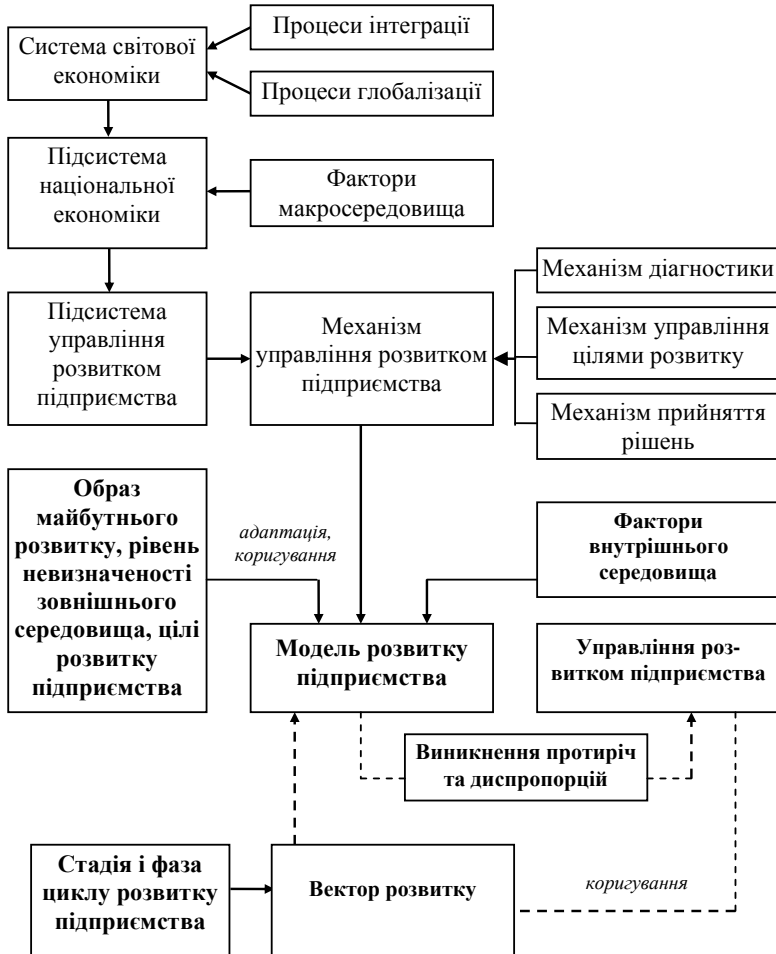 Система світової
економіки
Процеси інтеграції
Процеси глобалізації
Підсистема
національної
економіки
Фактори
макросередовища
Підсистема
управління
розвитком
підприємства
Механізм
управління розвитком
підприємства
Механізм діагностики
Механізм управління
цілями розвитку
Механізм прийняття
рішень
Образ
майбутнього
розвитку, рівень
невизначеності
зовнішнього
середовища, цілі
розвитку
підприємства
адаптація,
коригування
Фактори
внутрішнього
середовища
Модель розвитку
підприємства
Управління роз-
витком підприємства
Виникнення протиріч
та диспропорцій
Стадія і фаза
циклу розвитку
підприємства
Вектор розвитку
коригування